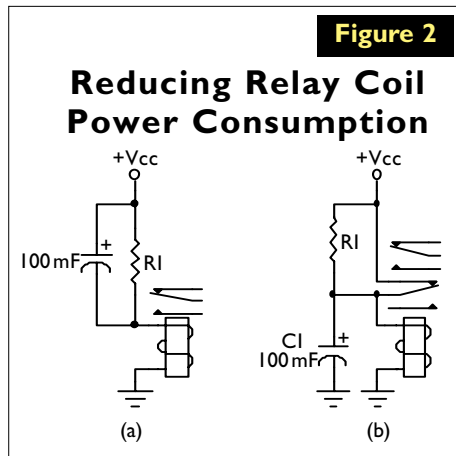 Figure 2
Reducing Relay Coil
Power Consumption
+Vcc
+Vcc
+
100mF
R1
R1
C1
100mF
+
(a)
(b)